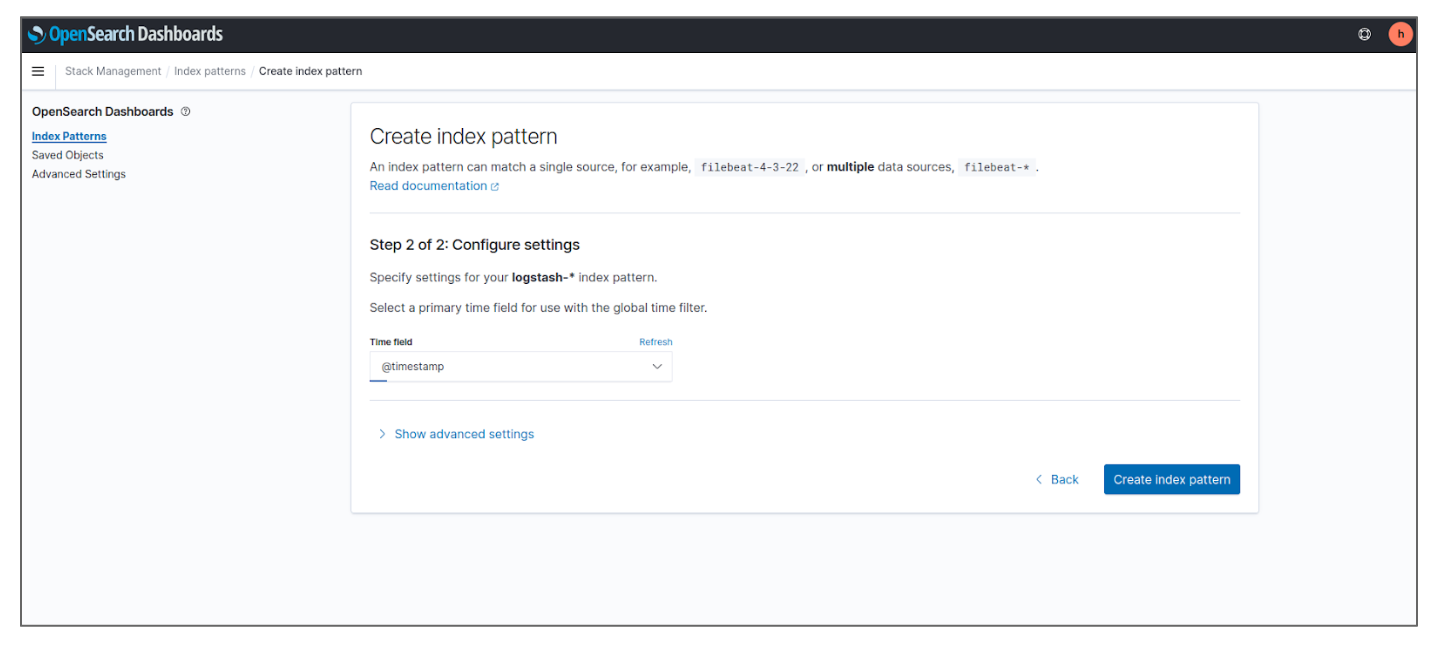 OpenSearch Dashboards
h
Stack Management / Index patterns / Create index pattern
OpenSearch Dashboards
Index Patterns
Saved Objects
Advanced Settings
Create index pattern
An index pattern can match a single source, for example, filebeat-4-3-22 , or multiple data sources, filebeat-* .
Read documentation
Step 2 of 2: Configure settings
Specify settings for your logstash-* index pattern.
Select a primary time field for use with the global time filter.
Time field Refresh
@timestamp
Show advanced settings
Back Create index pattern